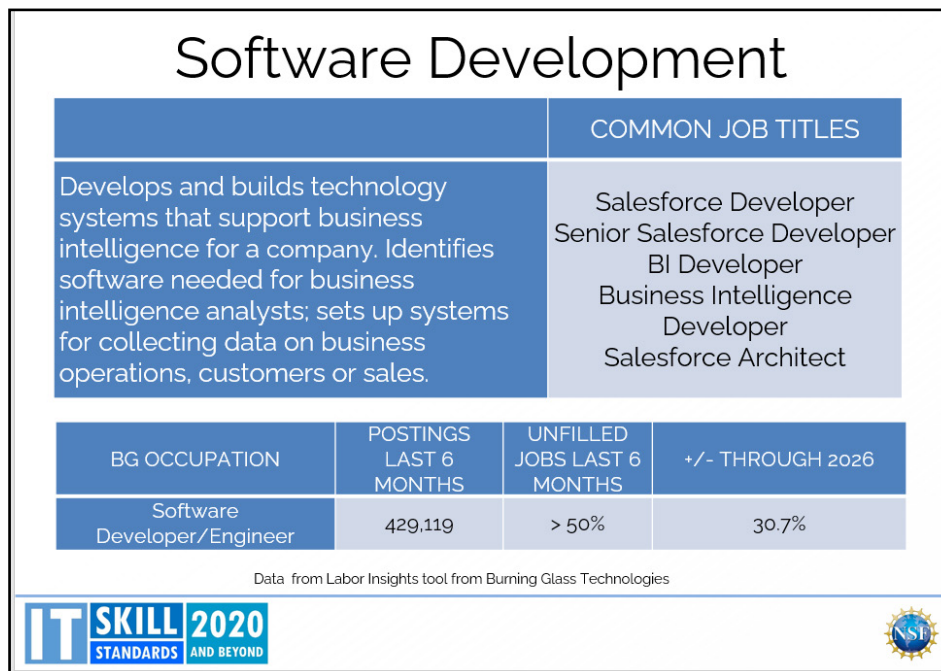 Software Development
COMMON JOB TITLES
Develops and builds technology
systems that support business
intelligence for a company. Identifies
software needed for business
intelligence analysts; sets up systems
for collecting data on business
operations, customers or sales.
Salesforce Developer
Senior Salesforce Developer
BI Developer
Business Intelligence
Developer
Salesforce Architect
BG OCCUPATION
POSTINGS
LAST 6
MONTHS
UNFILLED
JOBS LAST 6
MONTHS
+/- THROUGH 2026
Software
Developer/Engineer
429,119
> 50%
30.7%
Data from Labor Insights tool from Burning Glass Technologies
IT SKILL 2020
STANDARDS AND BEYOND
NSF